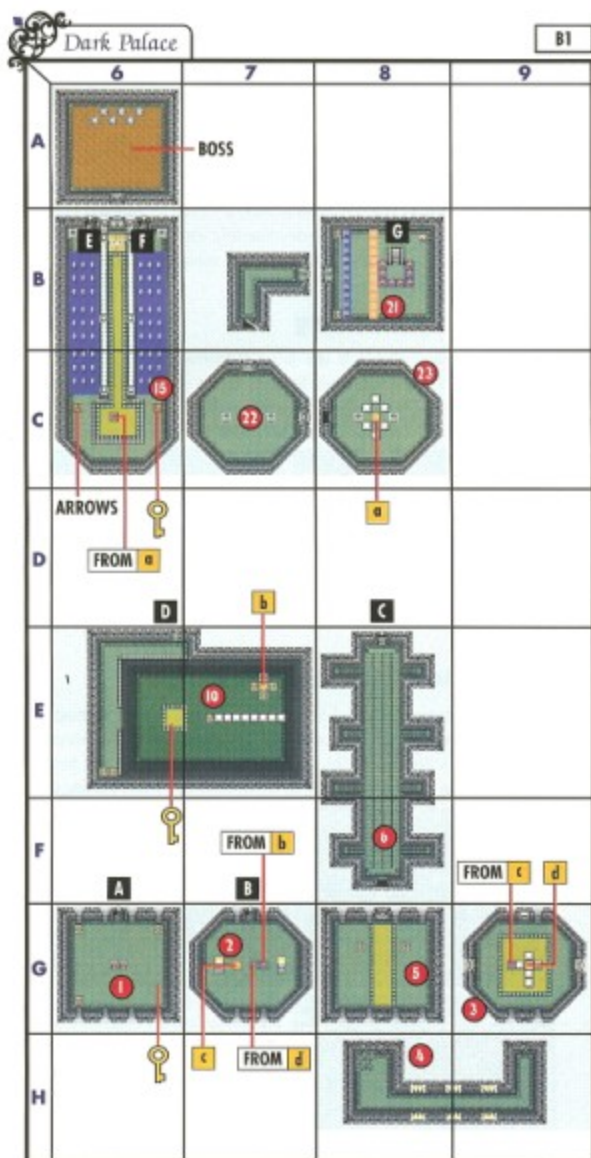 Dark Palace
B1
6 7 8 9
A
BOSS
E F G
B
21
15 23
C
22
a
ARROWS
FROM a
D
D b C
10
E
6
F
FROM b
FROM c d
A B
2
G
1 5 3
c FROM d
4
H